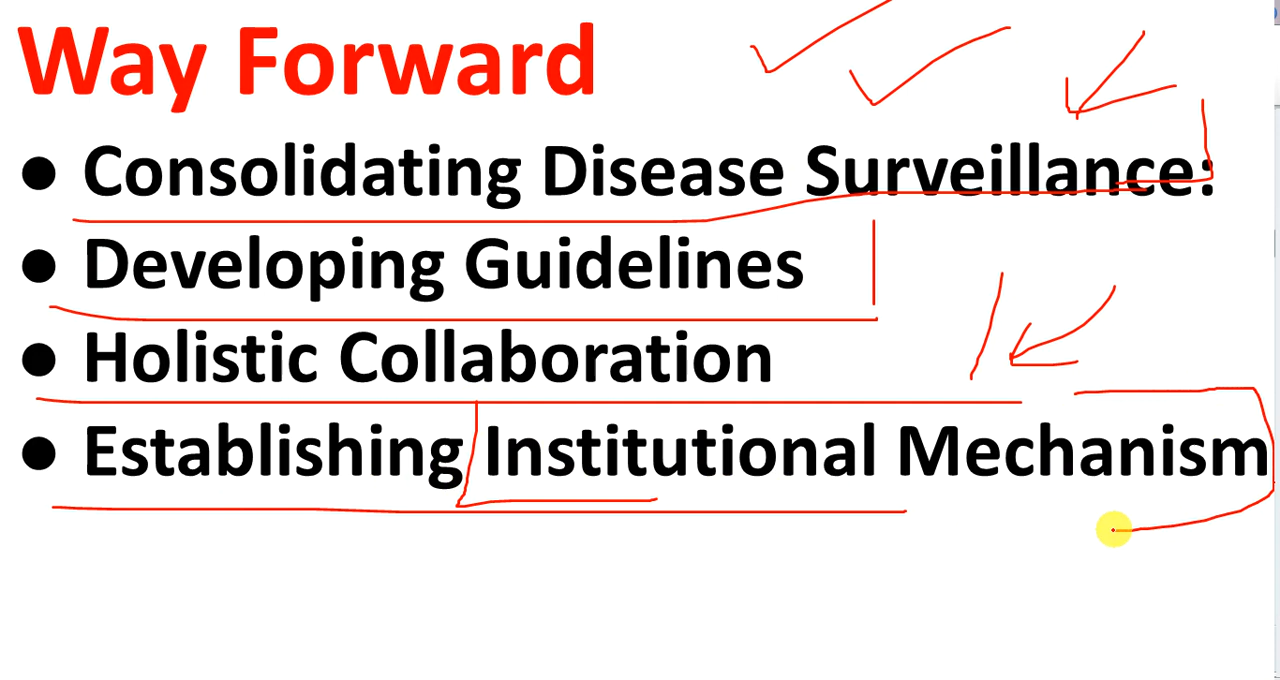 Way Forward
● Consolidating Disease Surveillance:
● Developing Guidelines
● Holistic Collaboration
● Establishing Institutional Mechanism